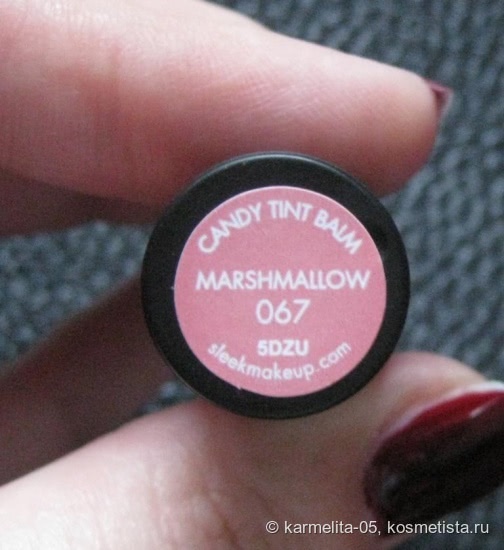 CANDY TINT BALM
MARSHMALLOW
067
5DZU
sleekmakeup.com
© karmelita-05, kosmetista.ru